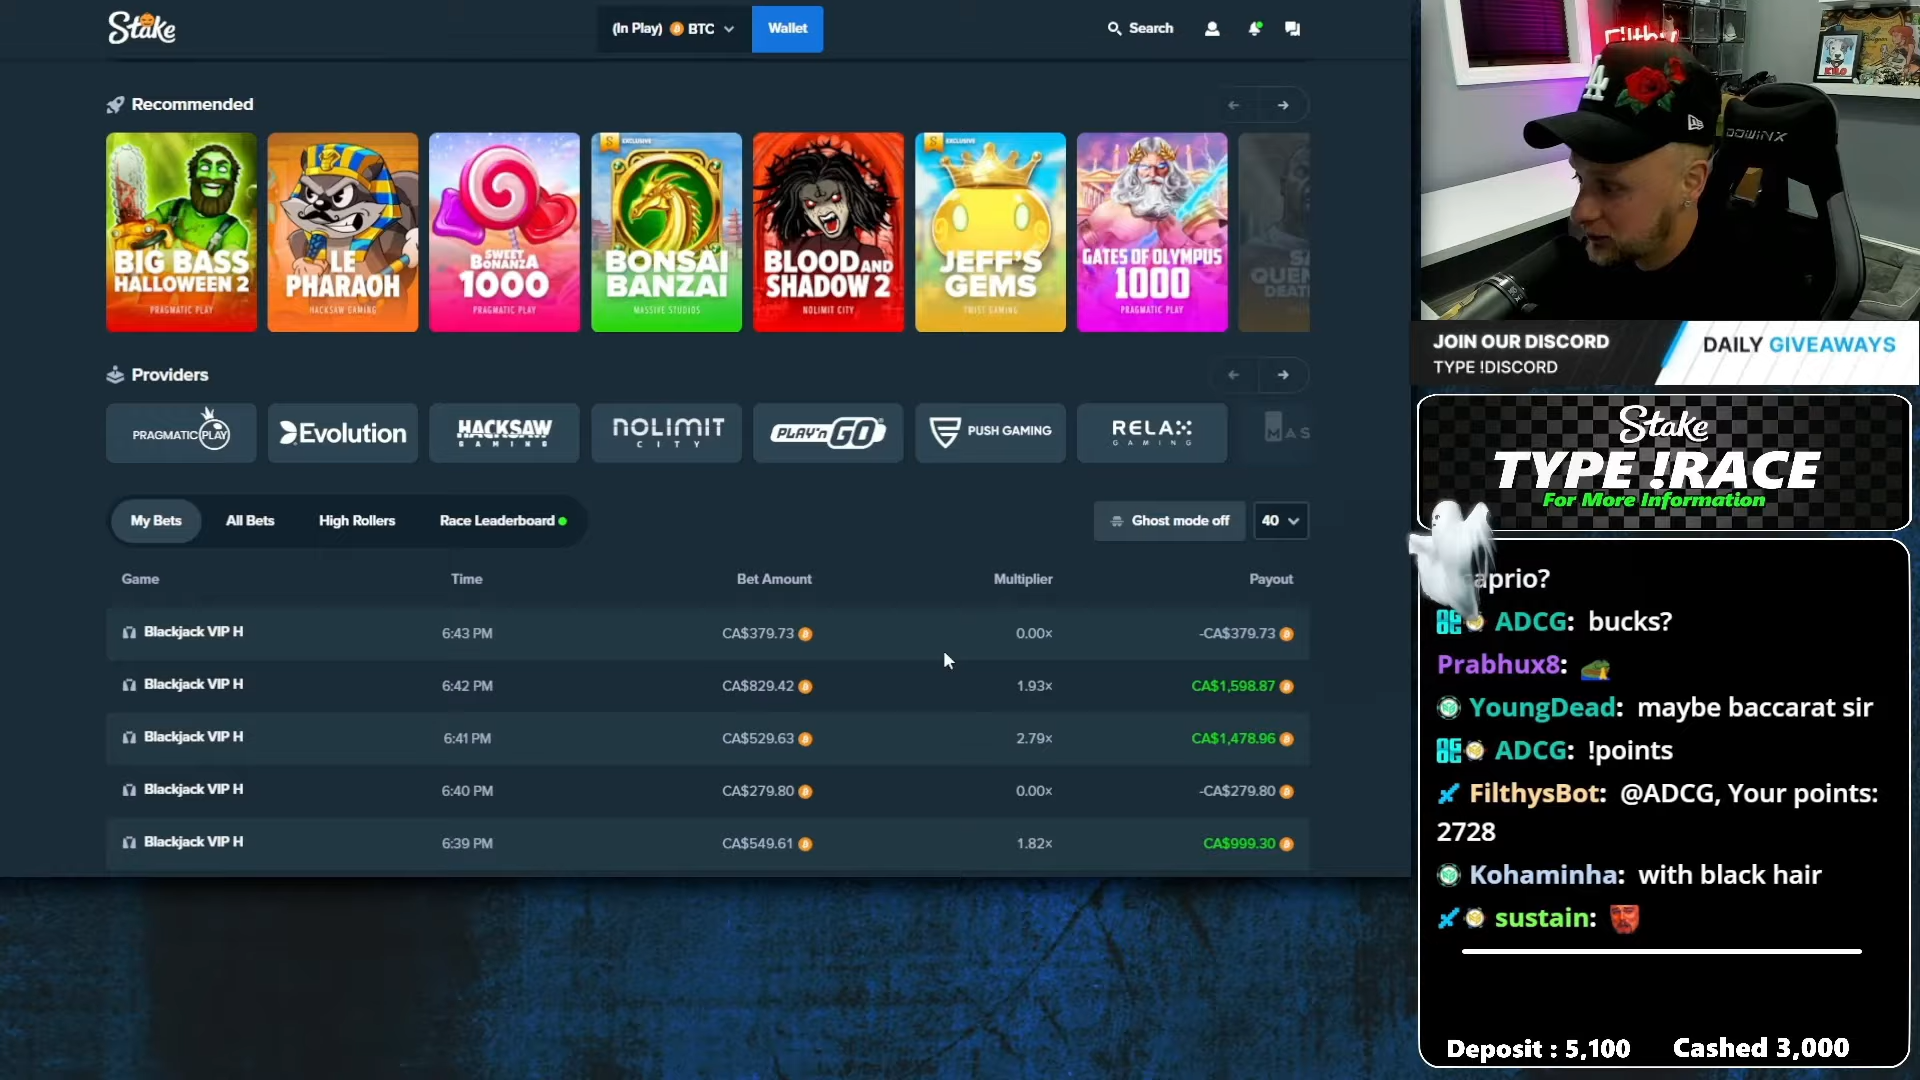 Stake
(In Play) BTC
Wallet
Search
Recommended
BIG BASS
HALLOWEEN 2
PRAGMATIC PLAY
LE
PHARAOH
HACKSAW GAMING
SWEET
BONANZA
1000
PRAGMATIC PLAY
EXCLUSIVE
BONSAI
BANZAI
MASSIVE STUDIOS
BLOOD AND
SHADOW 2
NOLIMIT CITY
EXCLUSIVE
JEFF'S
GEMS
TWIST GAMING
GATES OF OLYMPUS
1000
PRAGMATIC PLAY
Providers
PRAGMATIC PLAY
Evolution
HACKSAW
GAMING
NOLIMIT
CITY
PLAY'n GO
PUSH GAMING
RELAX
GAMING
MAS
My Bets
All Bets
High Rollers
Race Leaderboard
Ghost mode off
40
Game Time Bet Amount Multiplier Payout
Blackjack VIP H 6:43 PM CA$379.73 0.00× -CA$379.73
Blackjack VIP H 6:42 PM CA$829.42 1.93× CA$1,598.87
Blackjack VIP H 6:41 PM CA$529.63 2.79× CA$1,478.96
Blackjack VIP H 6:40 PM CA$279.80 0.00× -CA$279.80
Blackjack VIP H 6:39 PM CA$549.61 1.82× CA$999.30
Filthy
LA
DOWINX
JOIN OUR DISCORD
TYPE !DISCORD
DAILY GIVEAWAYS
Stake
TYPE !RACE
For More Information
aprio?
ADCG: bucks?
Prabhux8:
YoungDead: maybe baccarat sir
ADCG: !points
FilthysBot: @ADCG, Your points:
2728
Kohaminha: with black hair
sustain:
Deposit : 5,100
Cashed 3,000